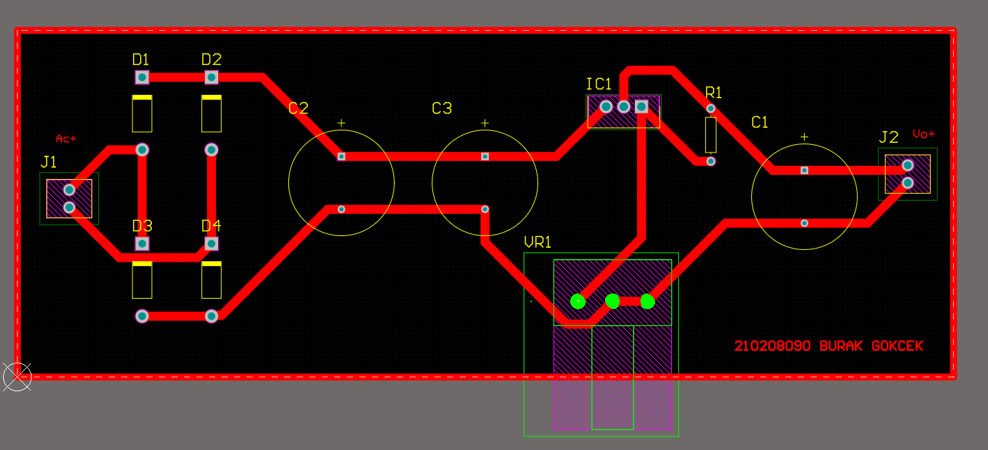 D1 D2
C2 C3
IC1
R1
C1
Ac+
J1
J2 Vo+
D3 D4
VR1
210208090 BURAK GOKCEK